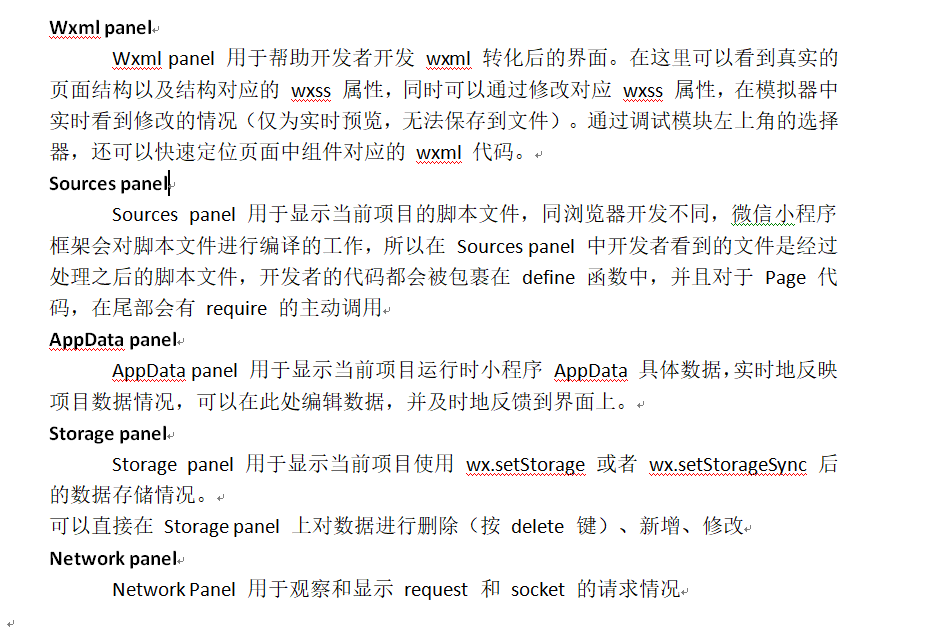 Wxml panel
Wxml panel 用于帮助开发者开发 wxml 转化后的界面。在这里可以看到真实的
页面结构以及结构对应的 wxss 属性，同时可以通过修改对应 wxss 属性，在模拟器中
实时看到修改的情况（仅为实时预览，无法保存到文件）。通过调试模块左上角的选择
器，还可以快速定位页面中组件对应的 wxml 代码。
Sources panel
Sources panel 用于显示当前项目的脚本文件，同浏览器开发不同，微信小程序
框架会对脚本文件进行编译的工作，所以在 Sources panel 中开发者看到的文件是经过
处理之后的脚本文件，开发者的代码都会被包裹在 define 函数中，并且对于 Page 代
码，在尾部会有 require 的主动调用
AppData panel
AppData panel 用于显示当前项目运行时小程序 AppData 具体数据，实时地反映
项目数据情况，可以在此处编辑数据，并及时地反馈到界面上。
Storage panel
Storage panel 用于显示当前项目使用 wx.setStorage 或者 wx.setStorageSync 后
的数据存储情况。
可以直接在 Storage panel 上对数据进行删除（按 delete 键）、新增、修改
Network panel
Network Panel 用于观察和显示 request 和 socket 的请求情况